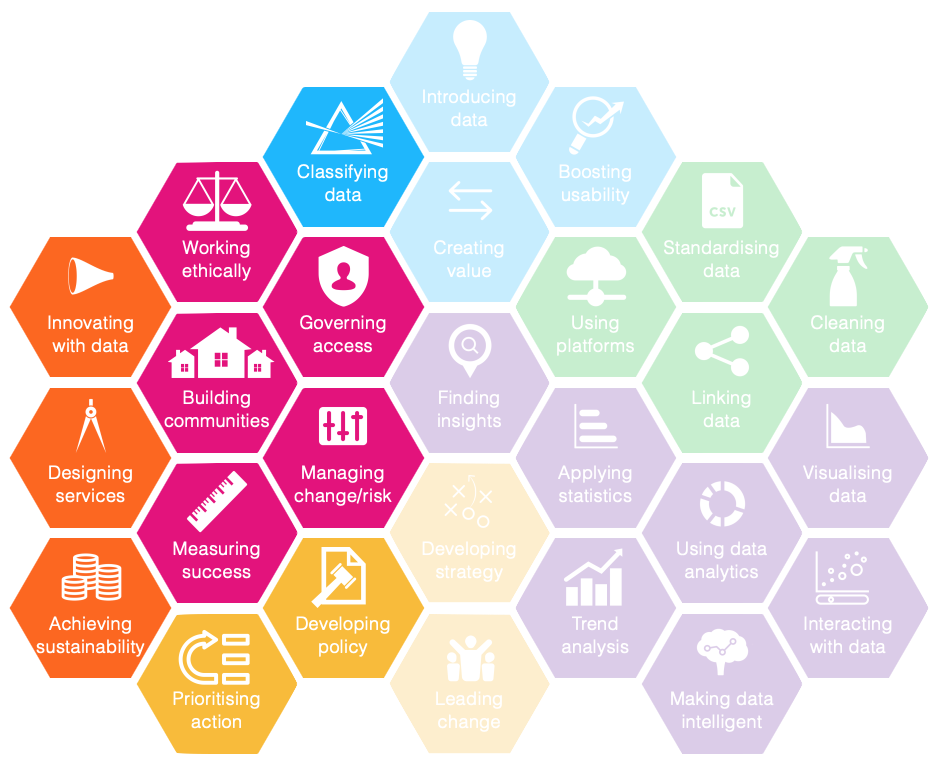 Introducing
data
Classifying
data
Boosting
usability
Working
ethically
Creating
value
CSV
Standardising
data
Innovating
with data
Governing
access
Using
platforms
Cleaning
data
Building
communities
Finding
insights
Linking
data
Designing
services
Managing
change/risk
Applying
statistics
Visualising
data
Measuring
success
Developing
strategy
Using data
analytics
Achieving
sustainability
Developing
policy
Trend
analysis
Interacting
with data
Prioritising
action
Leading
change
Making data
intelligent